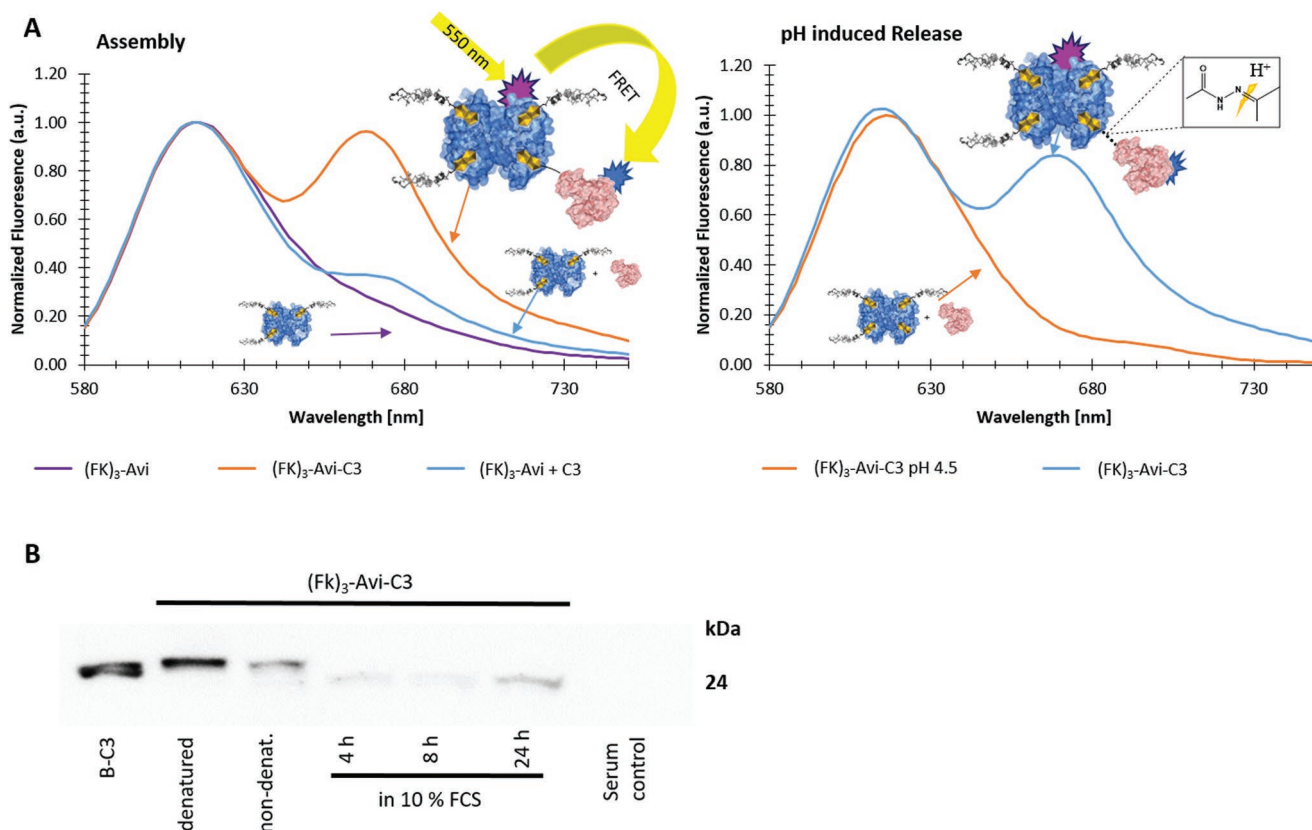 A
Assembly
550 nm
FRET
Normalized Fluoresence (a.u.)
1.20
1.00
0.80
0.60
0.40
0.20
0.00
+
580
630
680
730
Wavelength [nm]
(FK)₃-Avi
(FK)₃-Avi-C3
(FK)₃-Avi + C3
pH induced Release
O
N
H
N
H⁺
Normalized Fluorescence (a.u.)
1.20
1.00
0.80
0.60
0.40
0.20
0.00
+
580
630
680
730
Wavelength [nm]
(FK)₃-Avi-C3 pH 4.5
(FK)₃-Avi-C3
B
(Fk)₃-Avi-C3
kDa
24
B-C3
denatured
non-denat.
4 h
8 h
24 h
in 10 % FCS
Serum
control